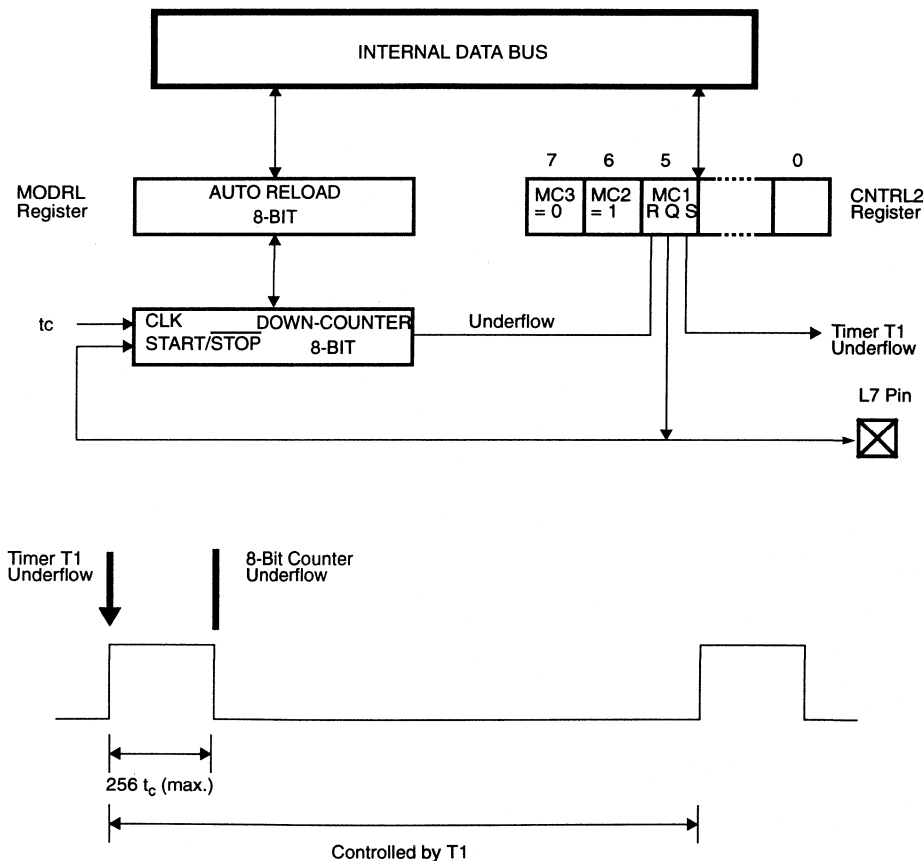 INTERNAL DATA BUS
7 6 5 0
MODRL
Register
AUTO RELOAD
8-BIT
MC3
= 0
MC2
= 1
MC1
R Q S
CNTRL2
Register
tc
CLK
START/STOP
DOWN-COUNTER
8-BIT
Underflow
Timer T1
Underflow
L7 Pin
Timer T1
Underflow
8-Bit Counter
Underflow
256 tc (max.)
Controlled by T1